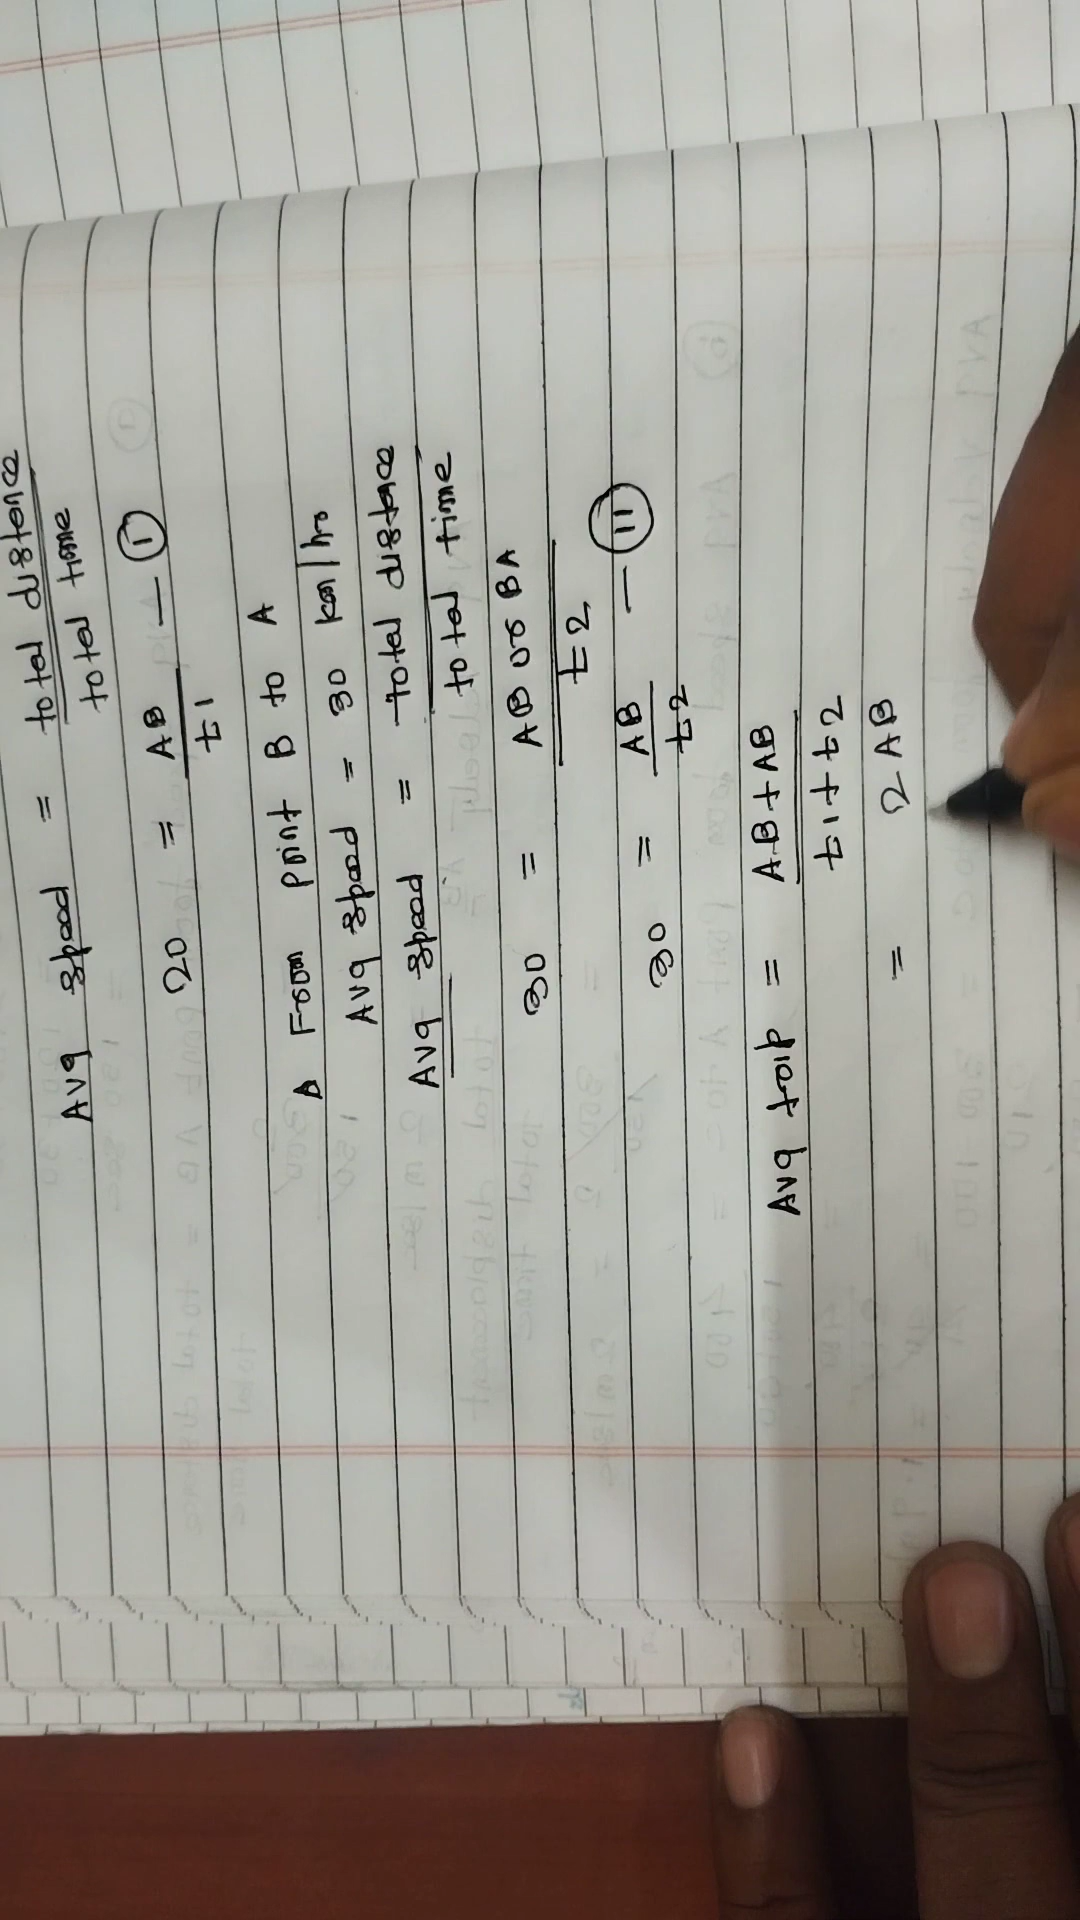 Avg speed = total distance
total time
20 = AB — (i)
t1
From point B to A
Avg speed = 30 km/hr
Avg speed = total distance
total time
30 = AB or BA
t2
30 = AB — (ii)
t2
Avg trip = AB+AB
t1+t2
= 2AB